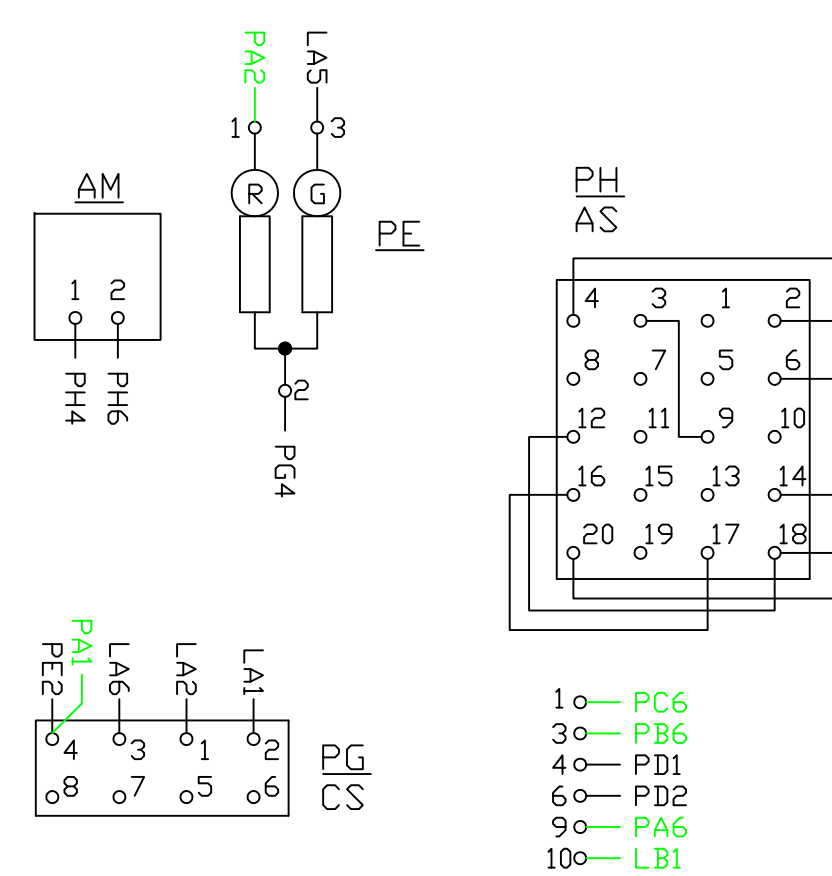 PA2
LA5
1
3
R
G
PE
2
PG4
AM
1 2
PH4
PH6
PH
AS
4 3 1 2
8 7 5 6
12 11 9 10
16 15 13 14
20 19 17 18
PE2
PA1
LA6
LA2
LA1
4 3 1 2
8 7 5 6
PG
CS
1 PC6
3 PB6
4 PD1
6 PD2
9 PA6
10 LB1